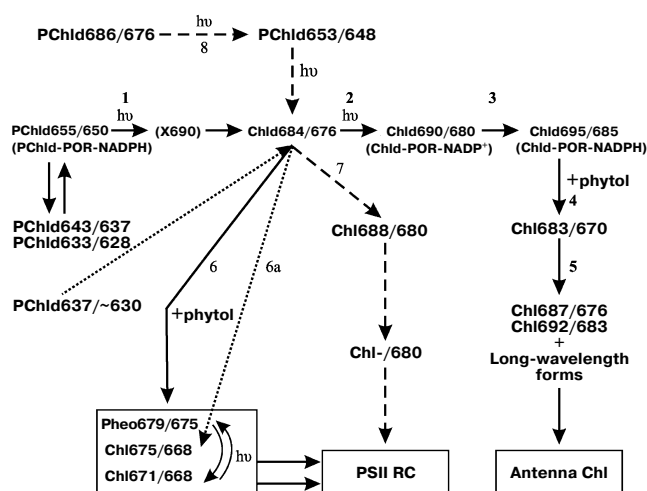 hυ
PChld686/676 8 PChld653/648
hυ
1 2 3
hυ hυ
PChld655/650 (X690) Chld684/676 Chld690/680 Chld695/685
(PChld-POR-NADPH) (Chld-POR-NADP⁺) (Chld-POR-NADPH)
7 +phytol
4
PChld643/637 Chl688/680 Chl683/670
PChld633/628
6 6a 5
PChld637/~630
+phytol Chl687/676
Chl692/683
+
Chl-/680 Long-wavelength
forms
Pheo679/675
Chl675/668 hυ
Chl671/668 PSII RC Antenna Chl